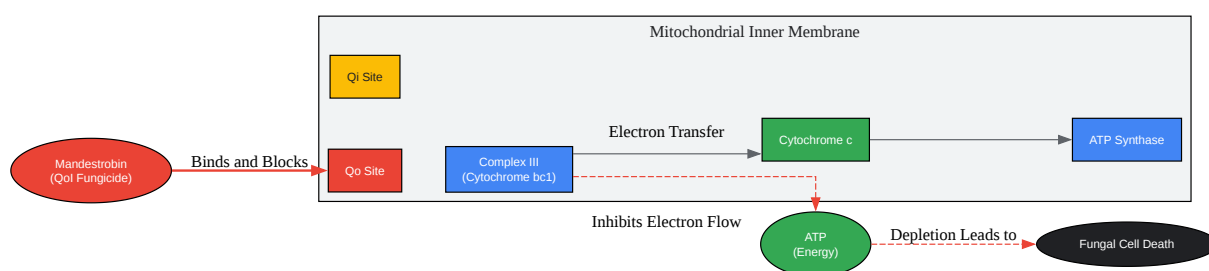 Mitochondrial Inner Membrane
Qi Site
Mandestrobin
(QoI Fungicide)
Binds and Blocks
Qo Site
Complex III
(Cytochrome bc1)
Electron Transfer
Cytochrome c
ATP Synthase
Inhibits Electron Flow
ATP
(Energy)
Depletion Leads to
Fungal Cell Death